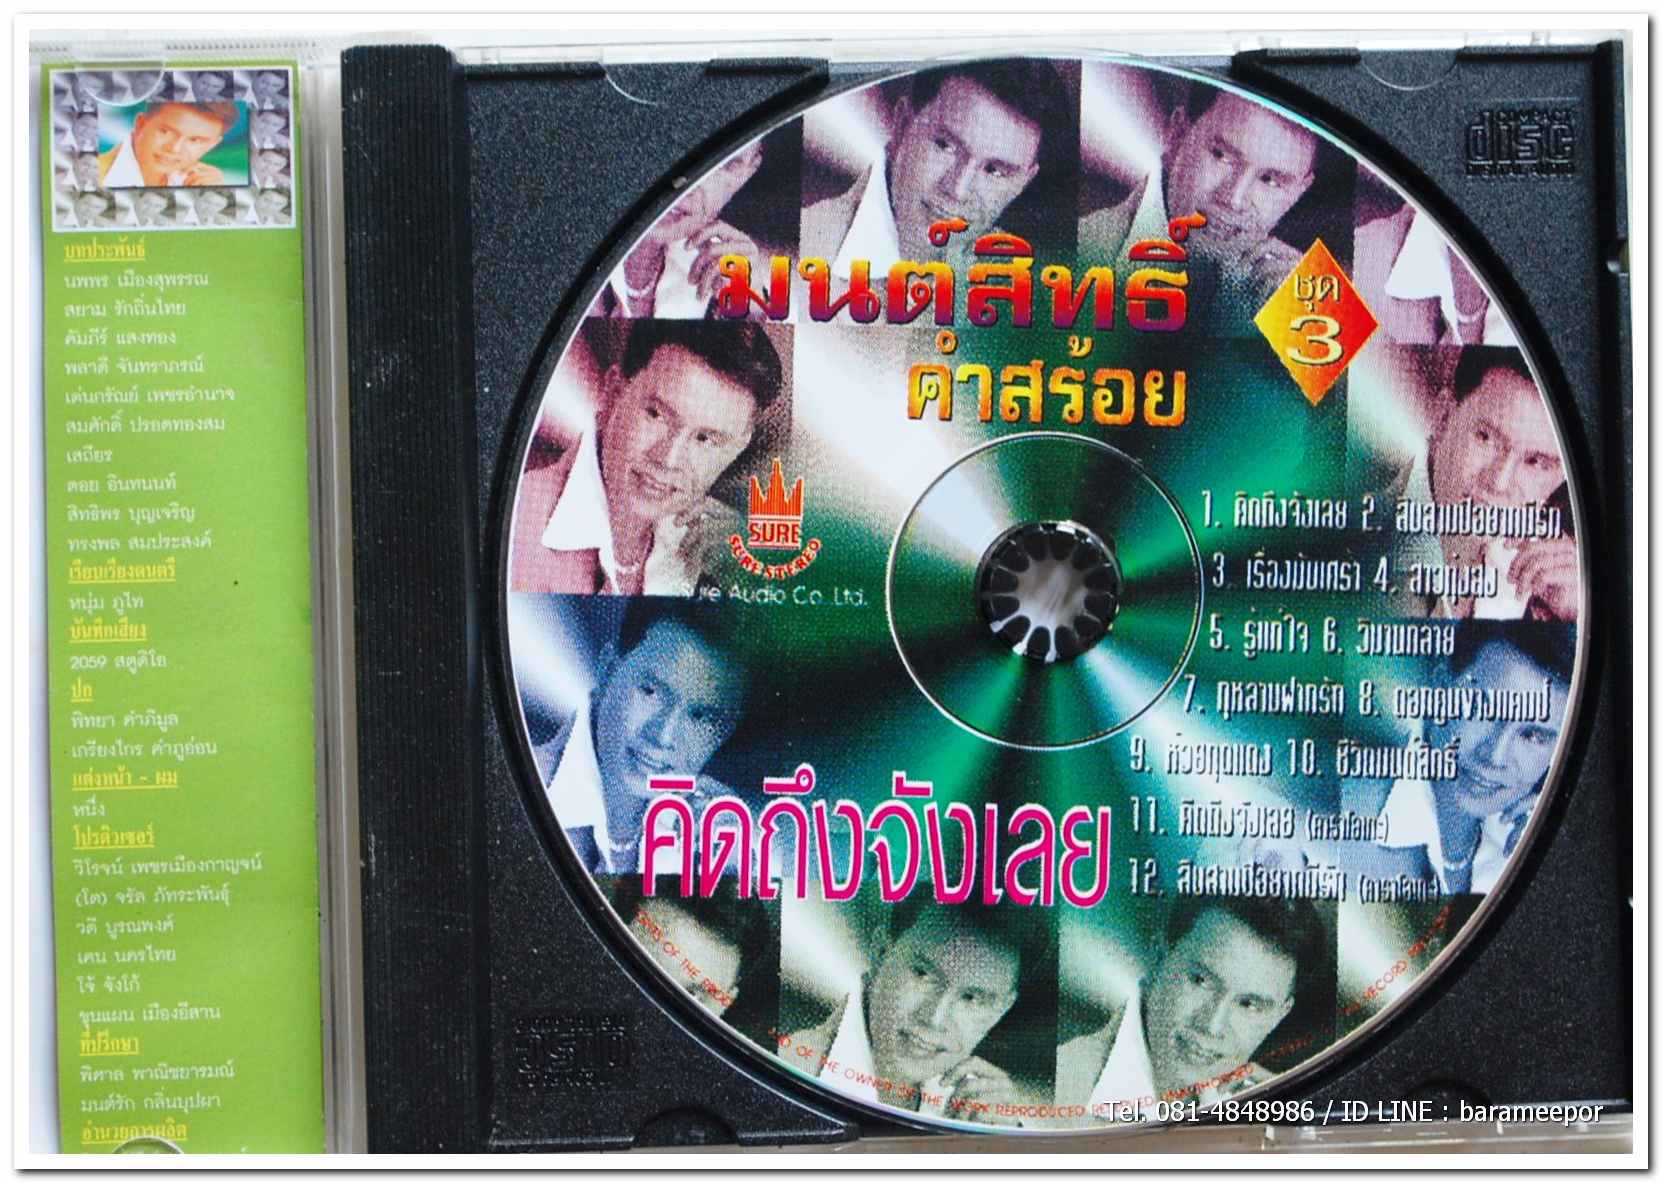 บทประพันธ์
นพพร เมืองสุพรรณ
สยาม รักถิ่นไทย
คัมภีร์ แสงทอง
พลาดี จันทราภรณ์
เด่นกรัณย์ เพชรอำนาจ
สมศักดิ์ ปรอดทองสม
เสถียร
ดอย อินทนนท์
สิทธิพร บุญเจริญ
ทรงพล สมประสงค์
เรียบเรียงดนตรี
หนุ่ม ภูไท
บันทึกเสียง
2059 สตูดิโอ
ปก
พิทยา คำภิมูล
เกรียงไกร คำภูอ่อน
แต่งหน้า - ผม
หนึ่ง
โปรดิวเซอร์
วิโรจน์ เพชรเมืองกาญจน์
(โต) จรัล ภัทระพันธุ์
วดี บูรณพงศ์
เคน นครไทย
โจ้ จังโก้
ขุนแผน เมืองอีสาน
ที่ปรึกษา
พิศาล พาณิชยารมณ์
มนต์รัก กลิ่นบุปผา
อำนวยการผลิต
COMPACT
disc
DIGITAL AUDIO
มนต์สิทธิ์
คำสร้อย
ชุด
3
SURE
SURE STEREO
Sure Audio Co.,Ltd.
1. คิดถึงจังเลย 2. สิบสามปีอยากมีรัก
3. เรื่องมันเศร้า 4. สาวทุ่งส่ง
5. รู้แก่ใจ 6. วิมานทลาย
7. กุหลาบฝากรัก 8. ดอกคูนข้างแคมป์
9. ห้วยกุดแดง 10. ชีวิตมนต์สิทธิ์
11. คิดถึงจังเลย (คาราโอเกะ)
12. สิบสามปีอยากมีรัก (คาราโอเกะ)
คิดถึงจังเลย
OF THE OWNER OF THE WORK REPRODUCED RESERVED UNAUTHORISED
Tel. 081-4848986 / ID LINE : barameepor